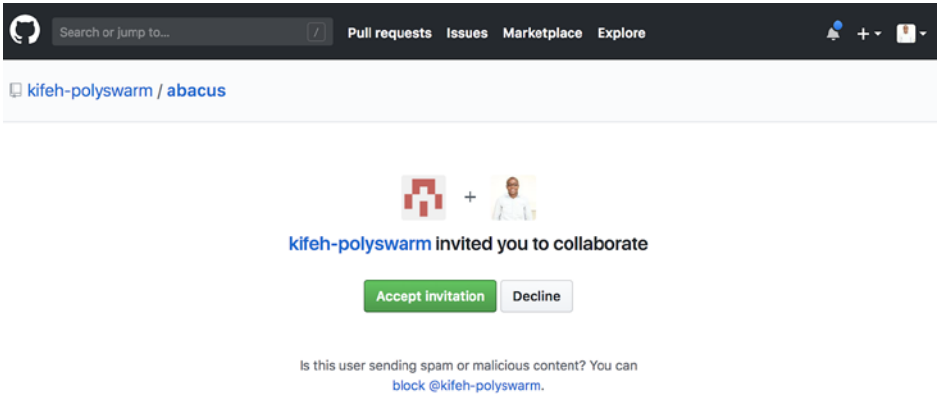 Search or jump to... / Pull requests Issues Marketplace Explore
kifeh-polyswarm / abacus
+
kifeh-polyswarm invited you to collaborate
Accept invitation Decline
Is this user sending spam or malicious content? You can
block @kifeh-polyswarm.